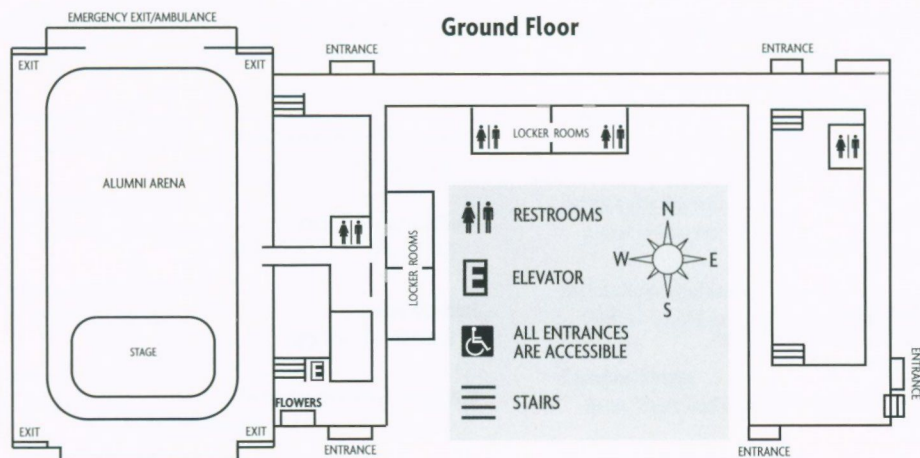 EMERGENCY EXIT/AMBULANCE
Ground Floor
ENTRANCE
ENTRANCE
EXIT
EXIT
LOCKER ROOMS
ALUMNI ARENA
RESTROOMS
N
W
E
S
LOCKER ROOMS
E
ELEVATOR
ALL ENTRANCES
ARE ACCESSIBLE
STAGE
E
FLOWERS
STAIRS
ENTRANCE
EXIT
EXIT
ENTRANCE
ENTRANCE